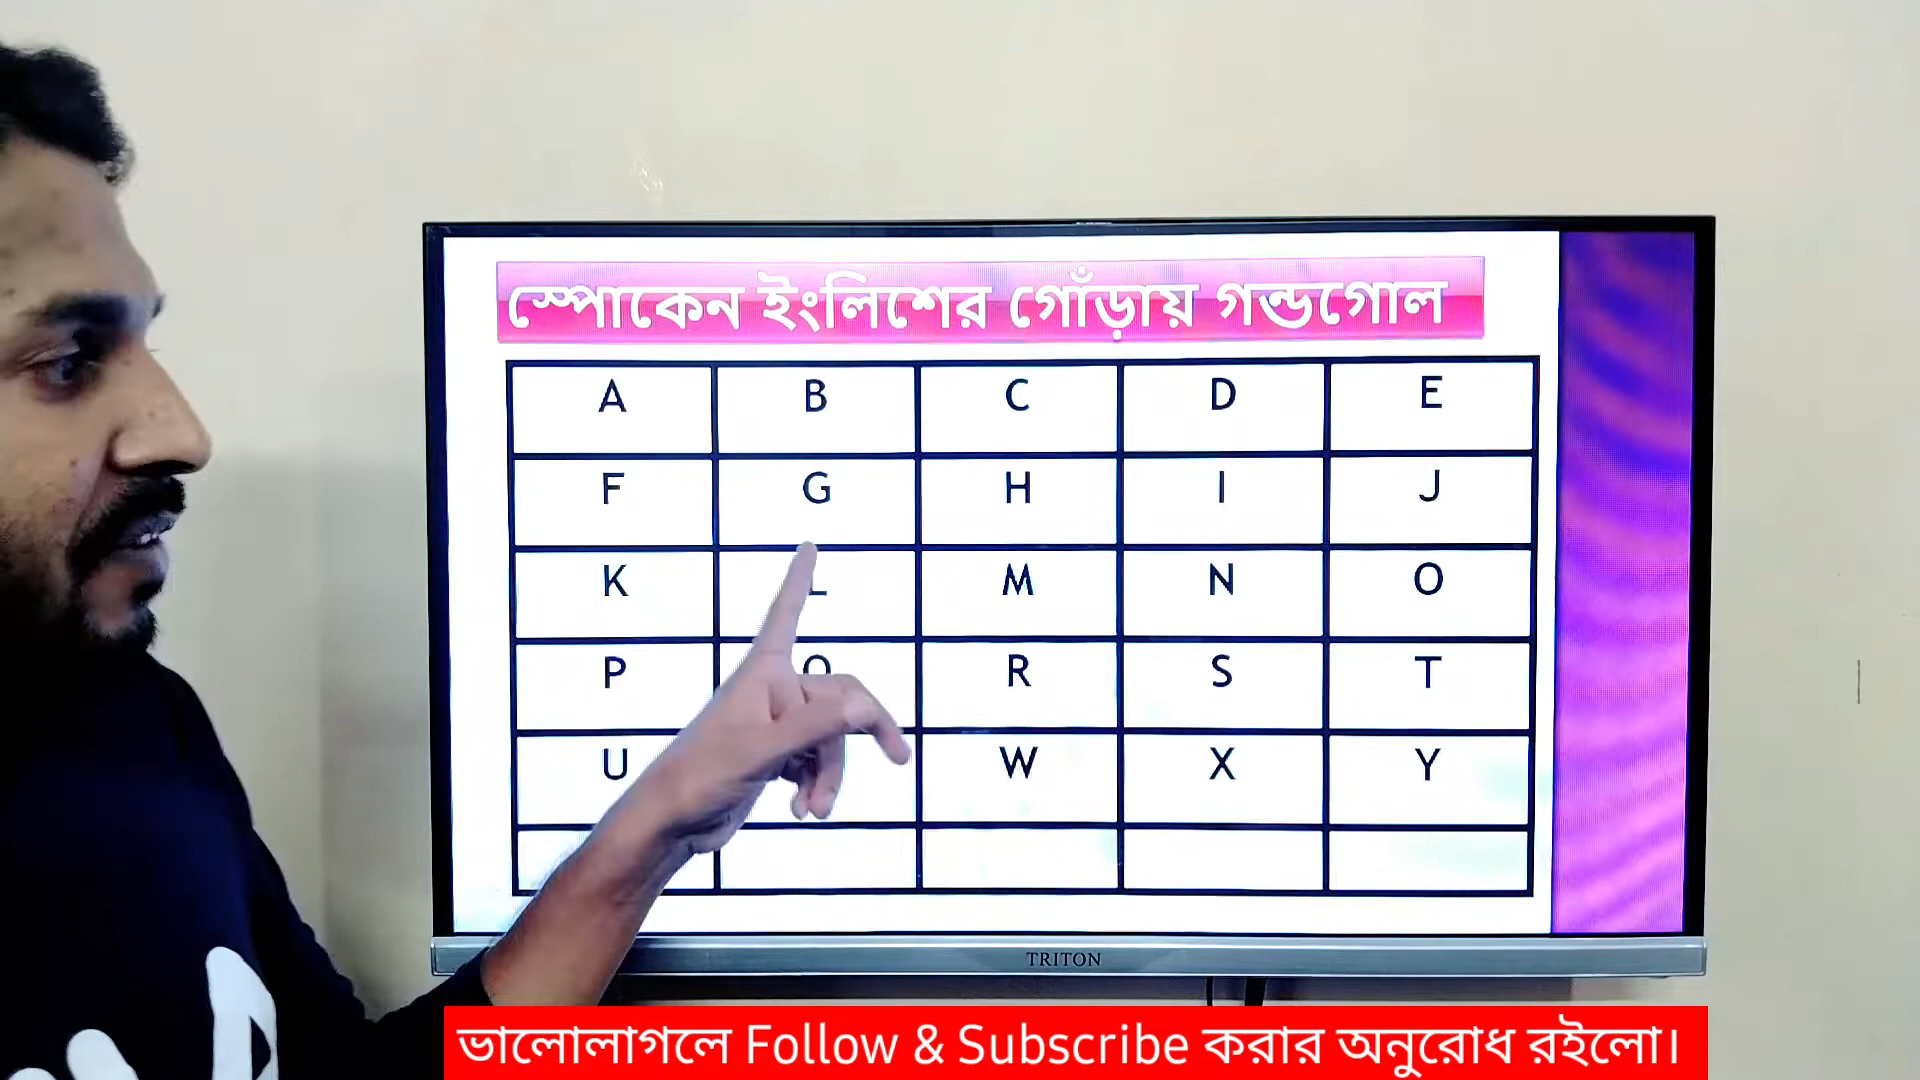 স্পোকেন ইংলিশের গোঁড়ায় গন্ডগোল
A B C D E
F G H I J
K L M N O
P Q R S T
U W X Y
TRITON
ভালোলাগলে Follow & Subscribe করার অনুরোধ রইলো।